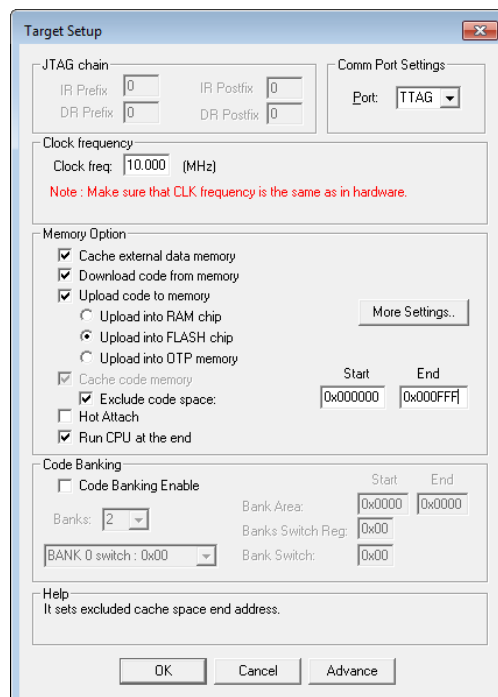 Target Setup
JTAG chain
IR Prefix 0 IR Postfix 0
DR Prefix 0 DR Postfix 0
Comm Port Settings
Port: TTAG
Clock frequency
Clock freq: 10.000 (MHz)
Note : Make sure that CLK frequency is the same as in hardware.
Memory Option
Cache external data memory
Download code from memory
Upload code to memory
Upload into RAM chip
More Settings..
Upload into FLASH chip
Upload into OTP memory
Cache code memory
Start End
Exclude code space: 0x000000 0x000FFF
Hot Attach
Run CPU at the end
Code Banking
Code Banking Enable
Start End
Bank Area: 0x0000 0x0000
Banks: 2
Banks Switch Reg: 0x00
BANK 0 switch : 0x00
Bank Switch: 0x00
Help
It sets excluded cache space end address.
OK Cancel Advance